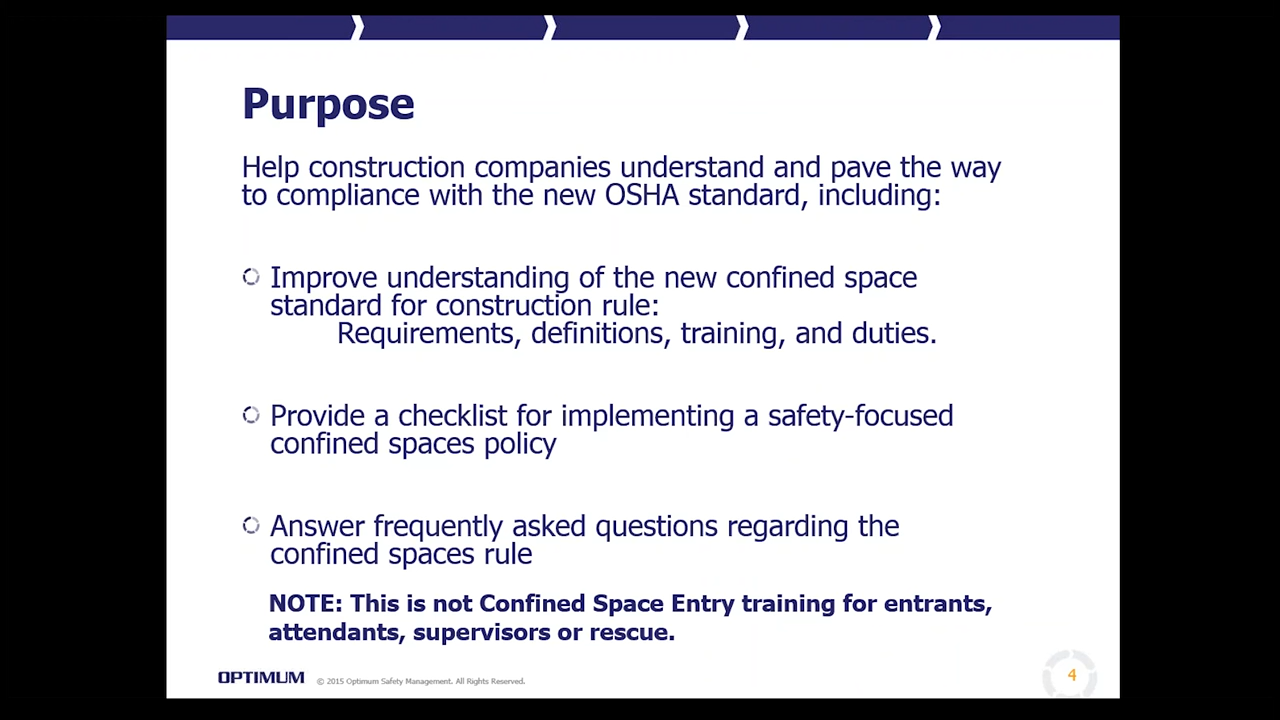 Purpose
Help construction companies understand and pave the way
to compliance with the new OSHA standard, including:
Improve understanding of the new confined space
standard for construction rule:
Requirements, definitions, training, and duties.
Provide a checklist for implementing a safety-focused
confined spaces policy
Answer frequently asked questions regarding the
confined spaces rule
NOTE: This is not Confined Space Entry training for entrants,
attendants, supervisors or rescue.
OPTIMUM © 2015 Optimum Safety Management. All Rights Reserved.
4